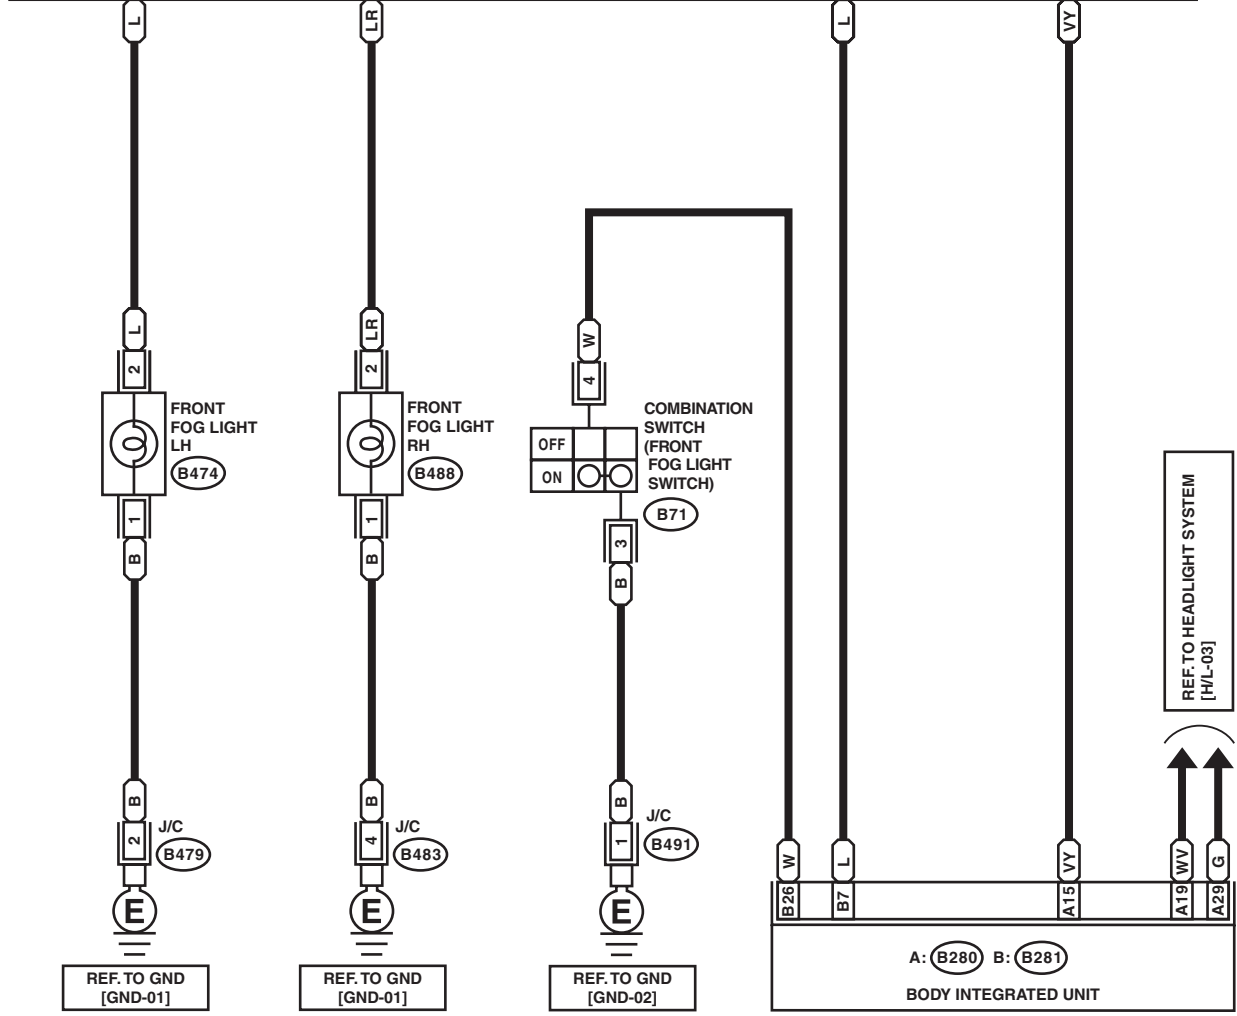 L
LR
L
VY
L
LR
W
2
2
4
FRONT
FOG LIGHT
LH
B474
FRONT
FOG LIGHT
RH
B488
COMBINATION
SWITCH
(FRONT
FOG LIGHT
SWITCH)
OFF
ON
B71
1
1
3
B
B
B
REF. TO HEADLIGHT SYSTEM
[H/L-03]
B
B
B
2
J/C
B479
4
J/C
B483
1
J/C
B491
W
L
VY
WV
G
B26
B7
A15
A19
A29
E
E
E
REF. TO GND
[GND-01]
REF. TO GND
[GND-01]
REF. TO GND
[GND-02]
A: B280 B: B281
BODY INTEGRATED UNIT